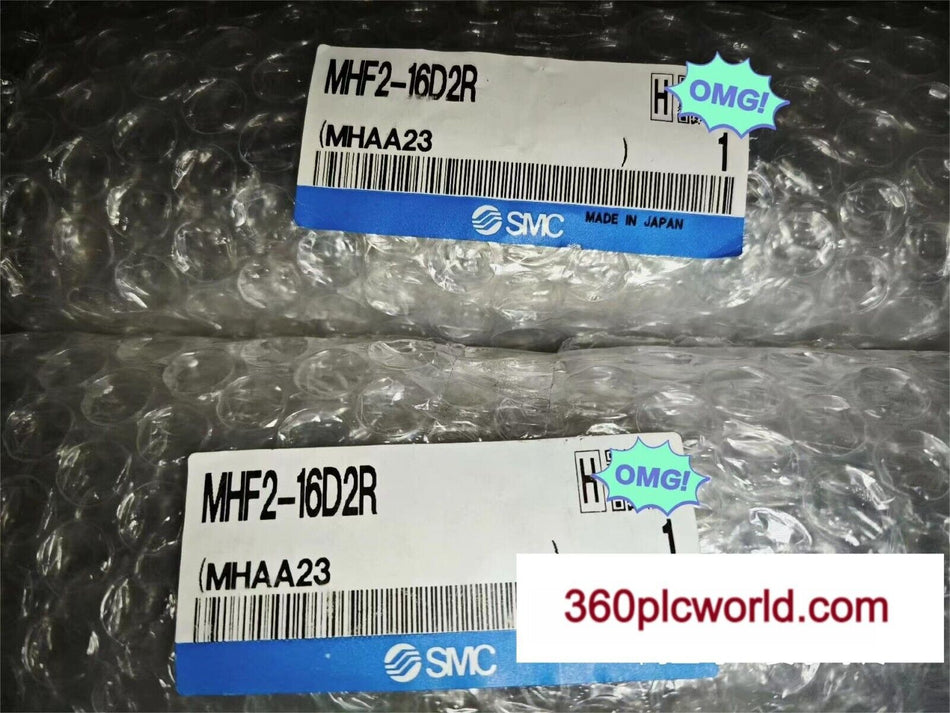 MHF2-16D2R
H
OMG!
(MHAA23 )
1
SMC MADE IN JAPAN
MHF2-16D2R
H
OMG!
(MHAA23 )
1
360plcworld.com
SMC